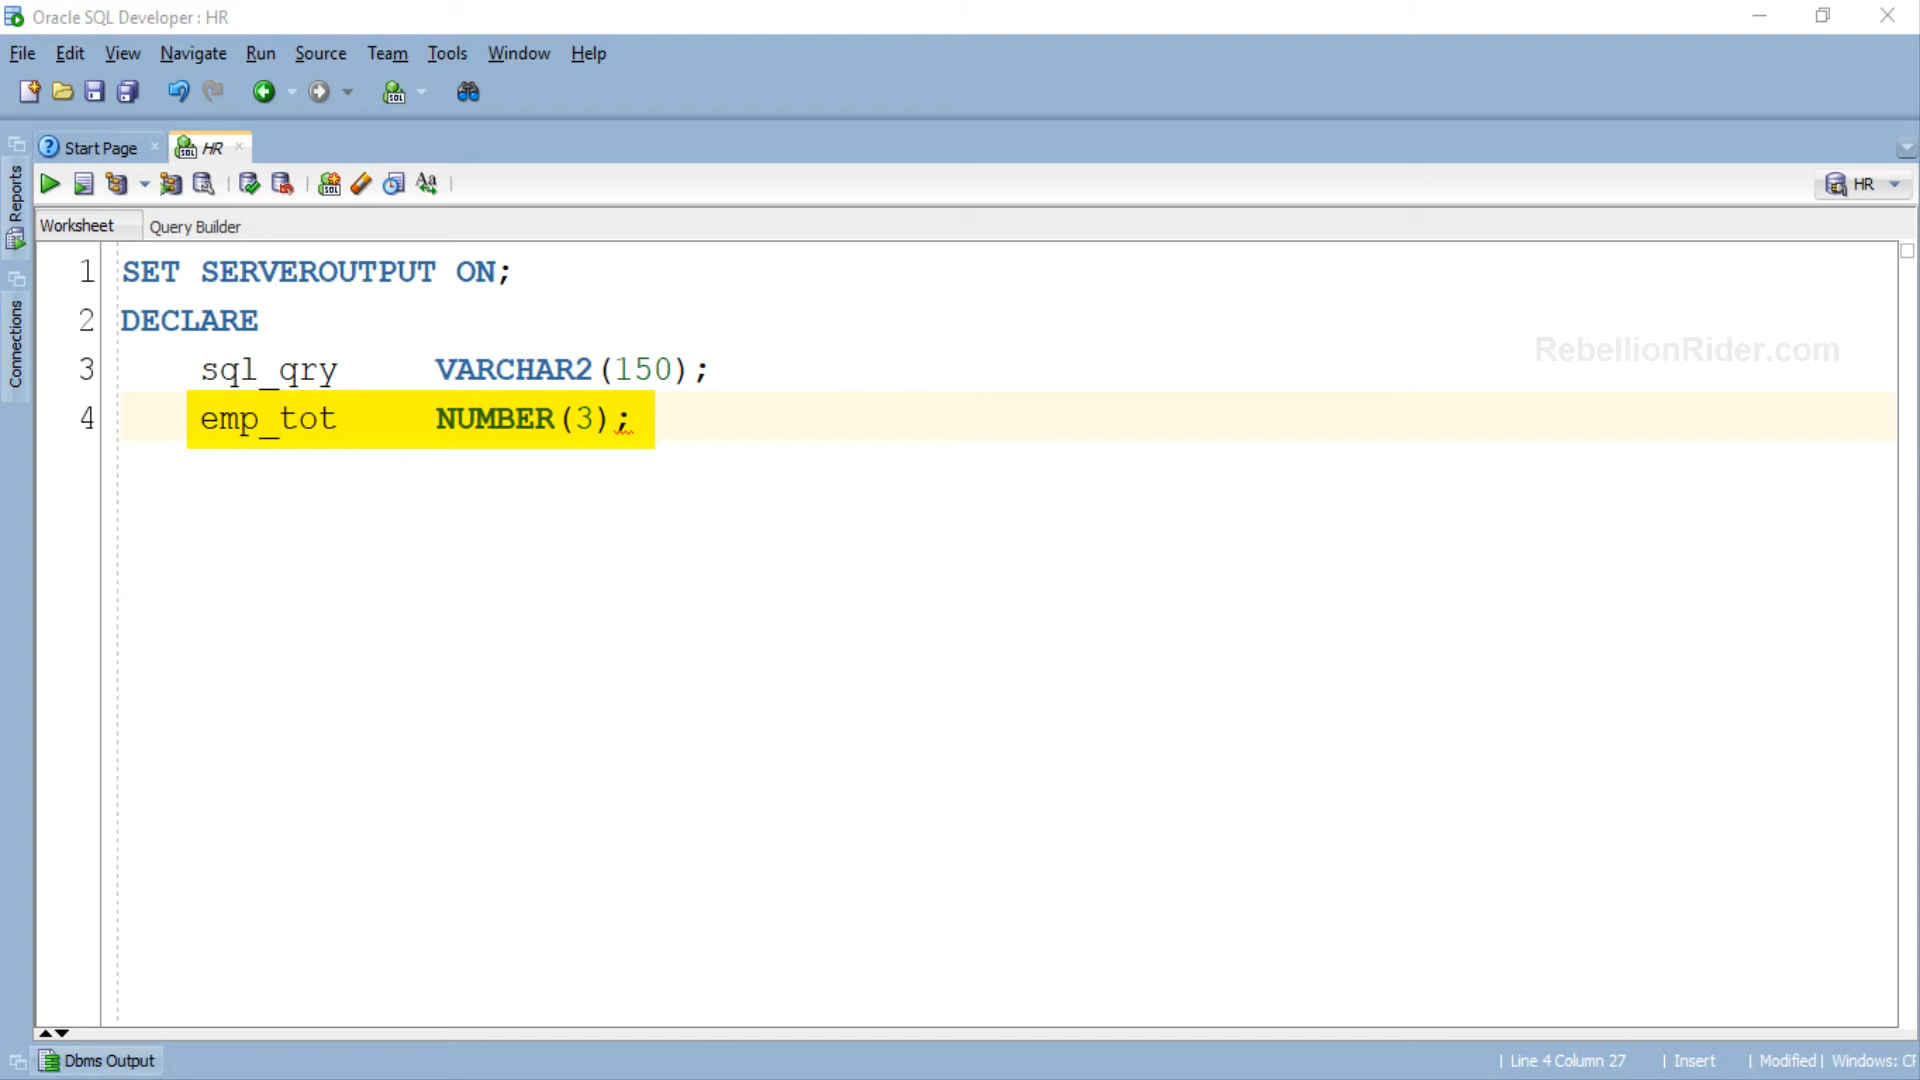 Oracle SQL Developer : HR
File Edit View Navigate Run Source Team Tools Window Help
Start Page HR
HR
Reports
Connections
Worksheet Query Builder
1 SET SERVEROUTPUT ON;
2 DECLARE
3 sql_qry VARCHAR2(150);
4 emp_tot NUMBER(3);
RebellionRider.com
Dbms Output
| Line 4 Column 27 | Insert | Modified | Windows: